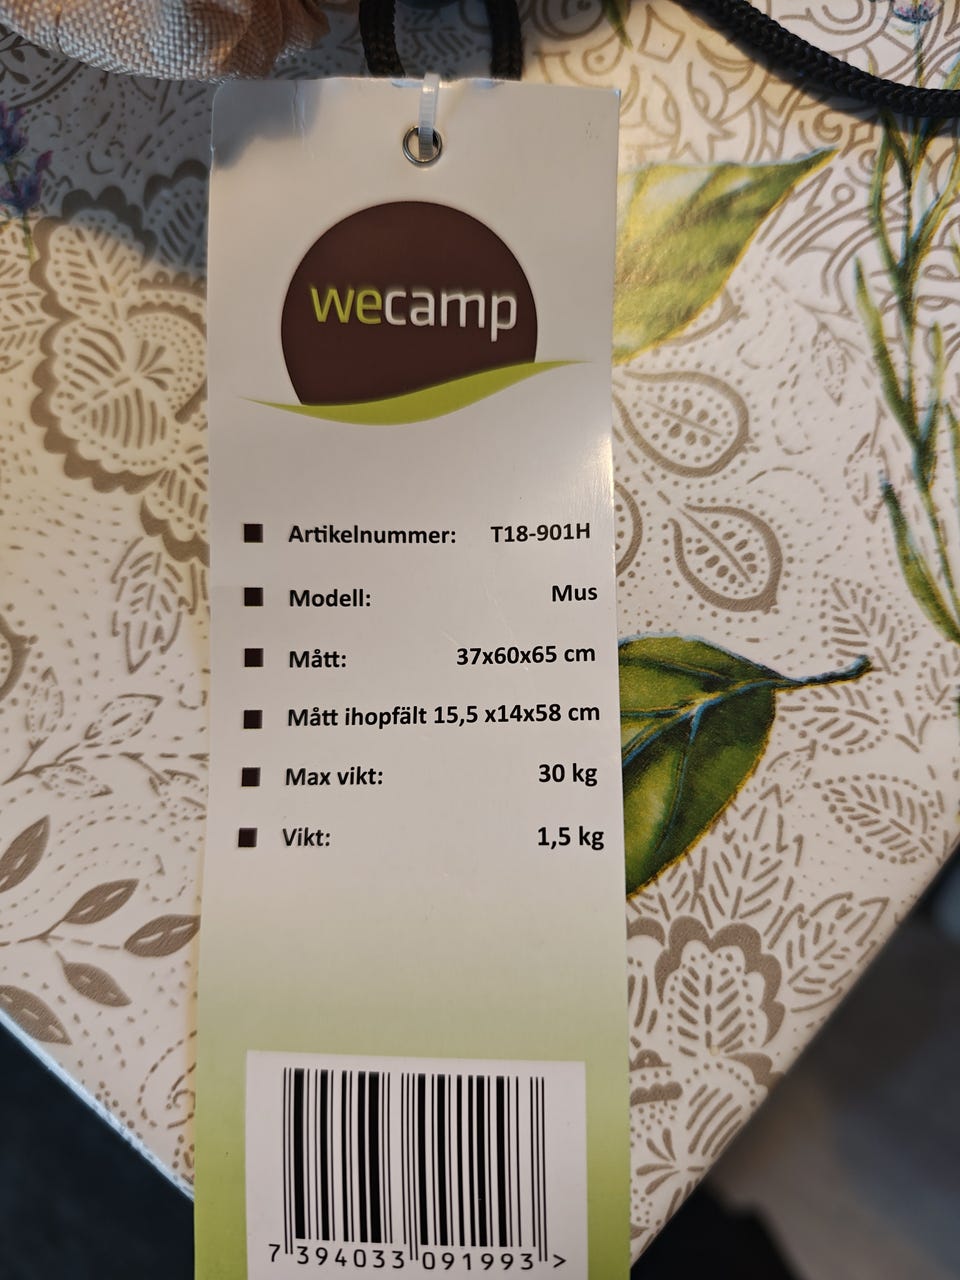 wecamp
Artikelnummer: T18-901H
Modell: Mus
Mått: 37x60x65 cm
Mått ihopfält 15,5 x14x58 cm
Max vikt: 30 kg
Vikt: 1,5 kg
7 394033 091993 >